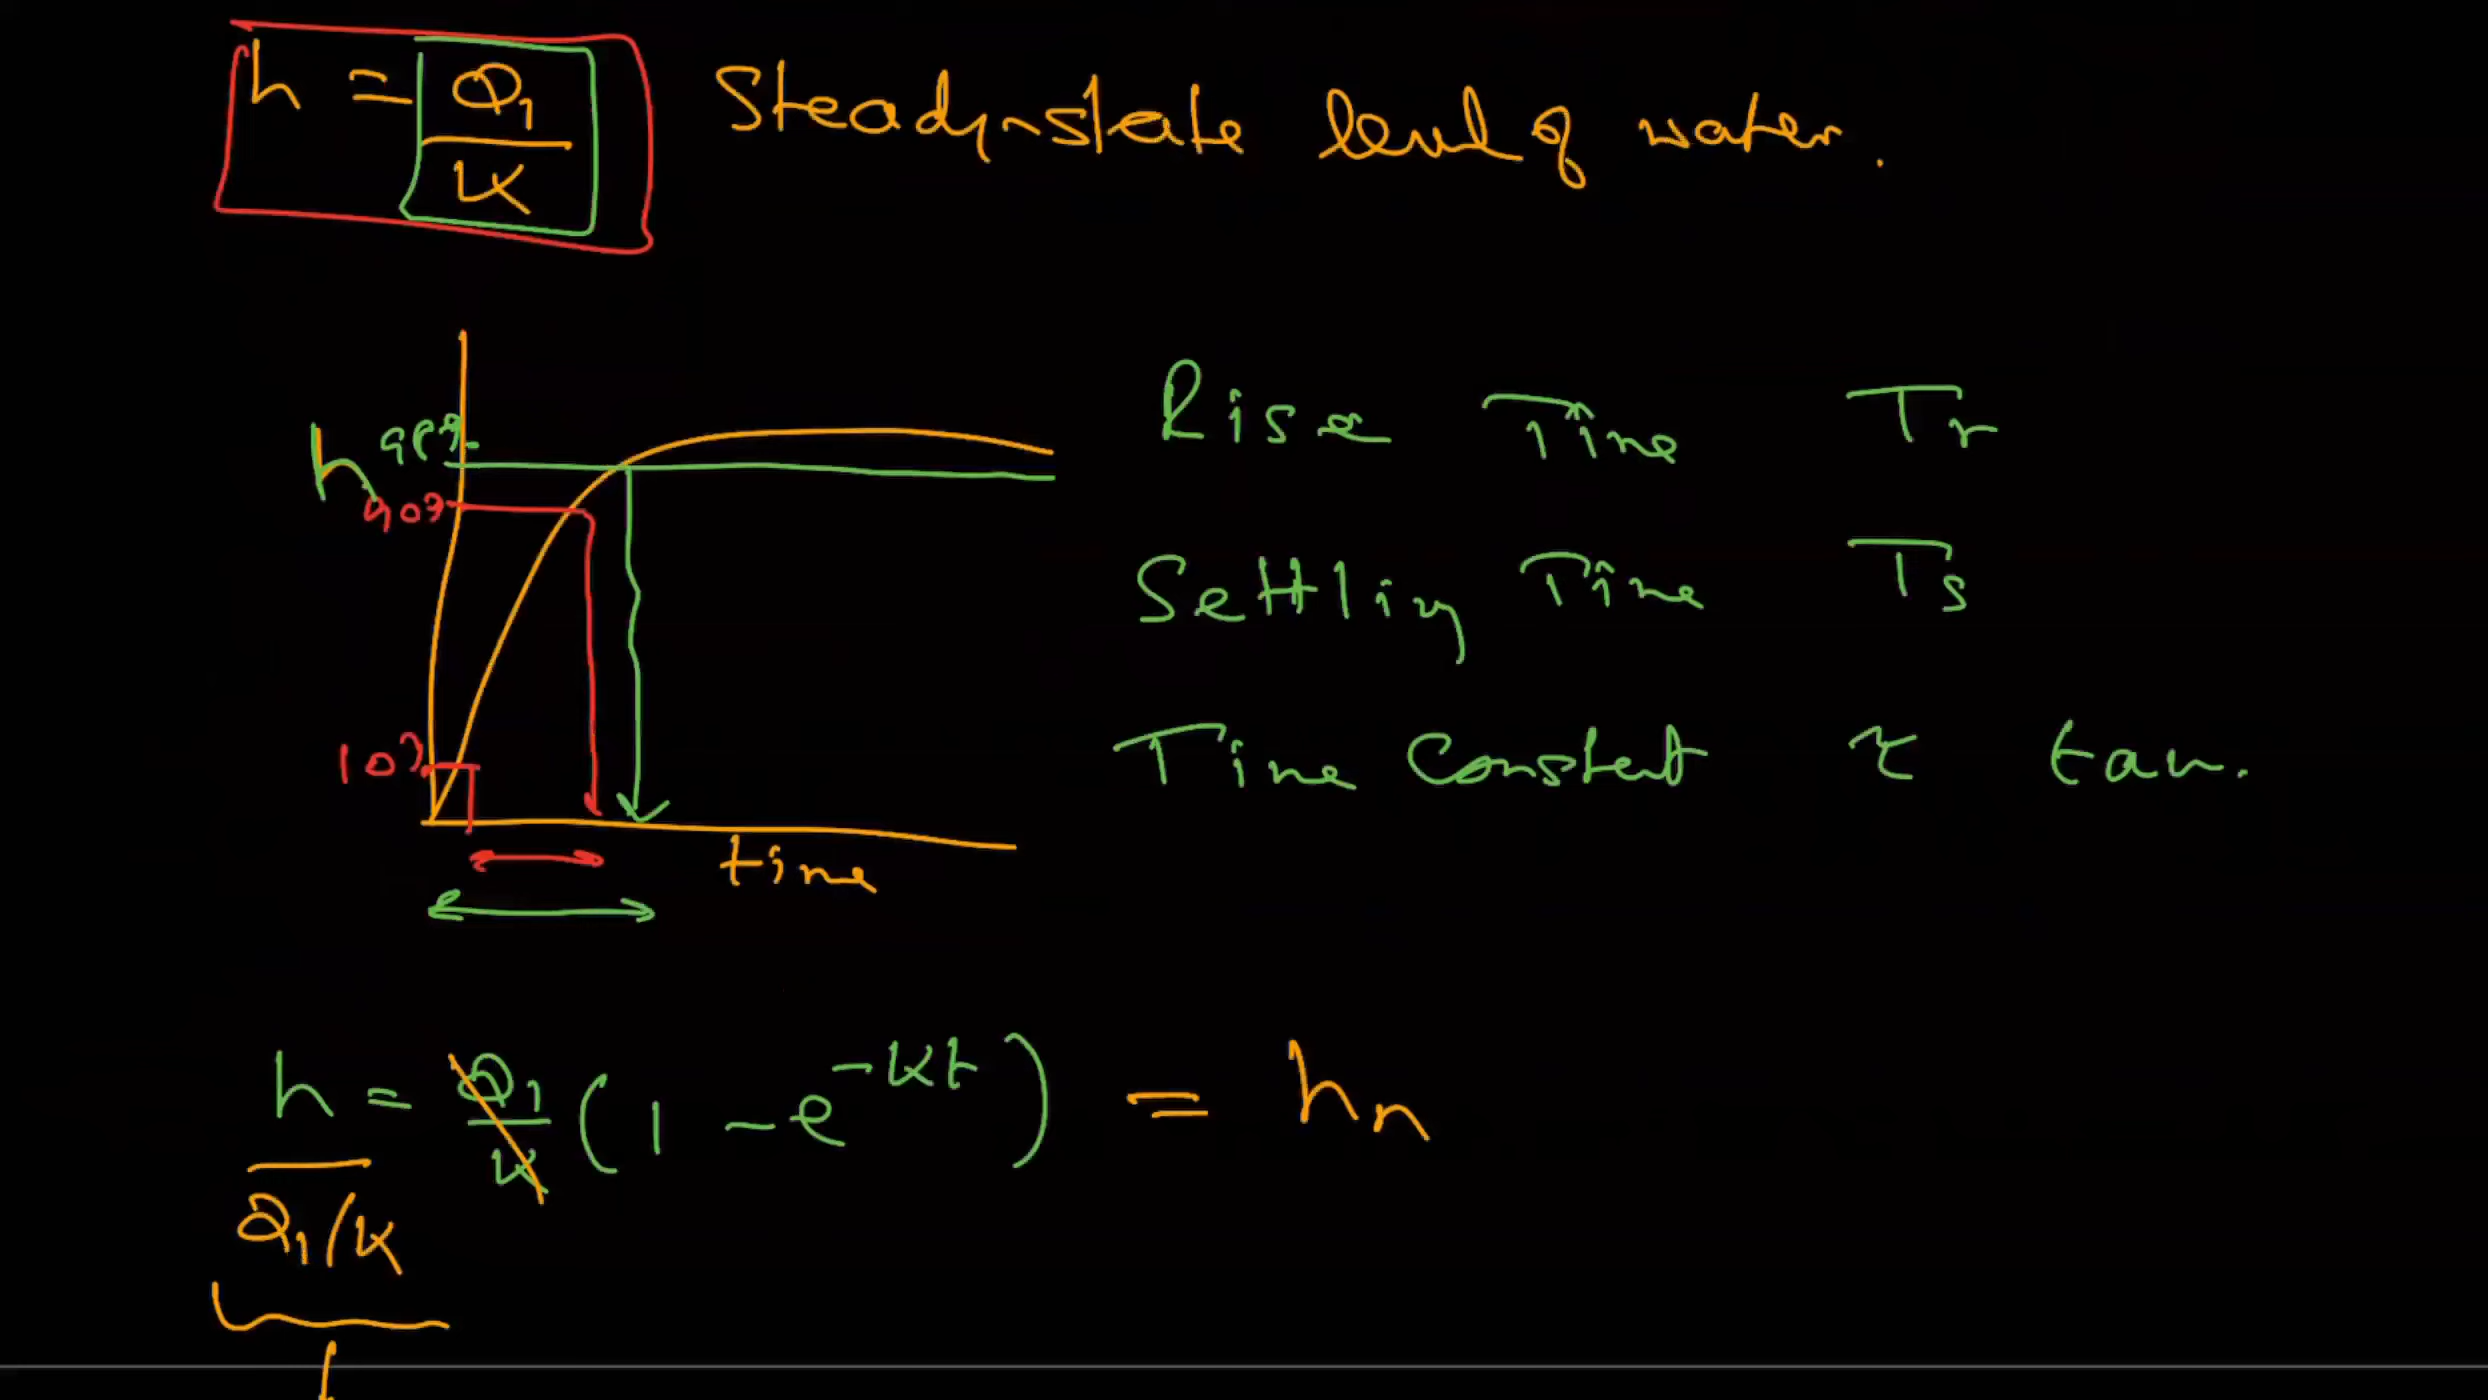 h = Q₁/K Steady-state level of water.
Rise Time Tr
h 98%
90%
Settling Time Ts
10%
Time Constant τ tau.
time
h/(Q₁/K) = Q₁/K (1 - e^-Kt) = hn